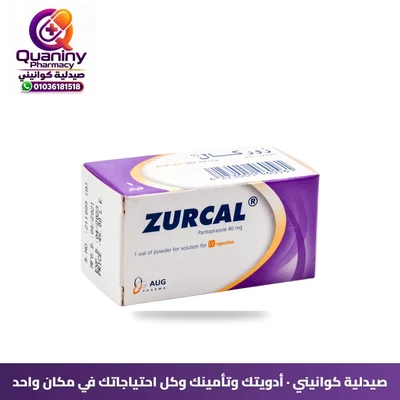 Quaniny
Pharmacy
صيدلية كوانيني
01036181518
زوركال®
ZURCAL®
Pantoprazole 40 mg
1 vial of powder for solution for I.V injection
AUG
PHARMA
صيدلية كوانيني - أدويتك وتأمينك وكل احتياجاتك في مكان واحد